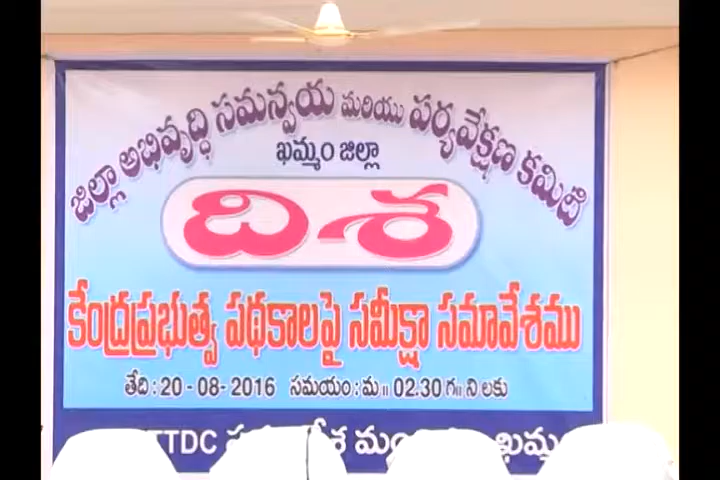 జిల్లా అభివృద్ధి సమన్వయ మరియు పర్యవేక్షణ కమిటి
ఖమ్మం జిల్లా
దిశ
కేంద్రప్రభుత్వ పథకాలపై సమీక్షా సమావేశము
తేది : 20 - 08 - 2016 సమయం : మ॥ 02.30 గ॥ ని లకు
TTDC